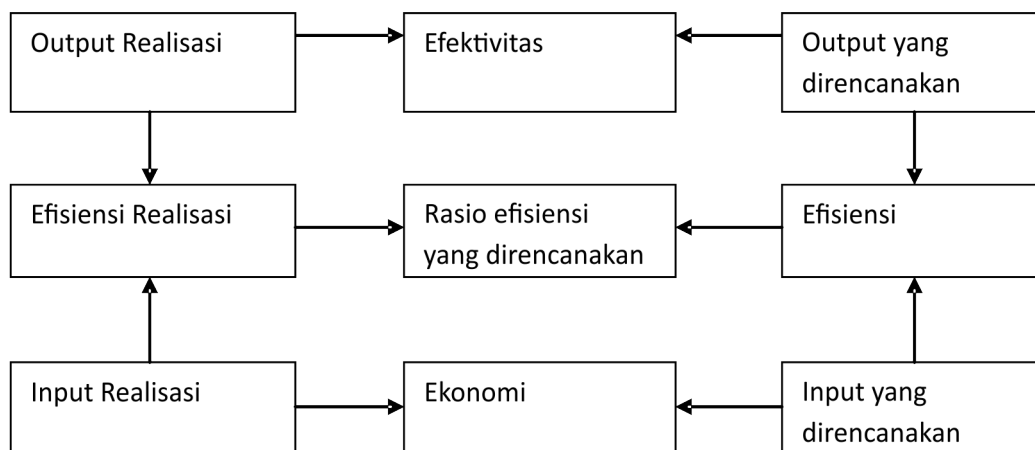 Output Realisasi
Efektivitas
Output yang
direncanakan
Efisiensi Realisasi
Rasio efisiensi
yang direncanakan
Efisiensi
Input Realisasi
Ekonomi
Input yang
direncanakan